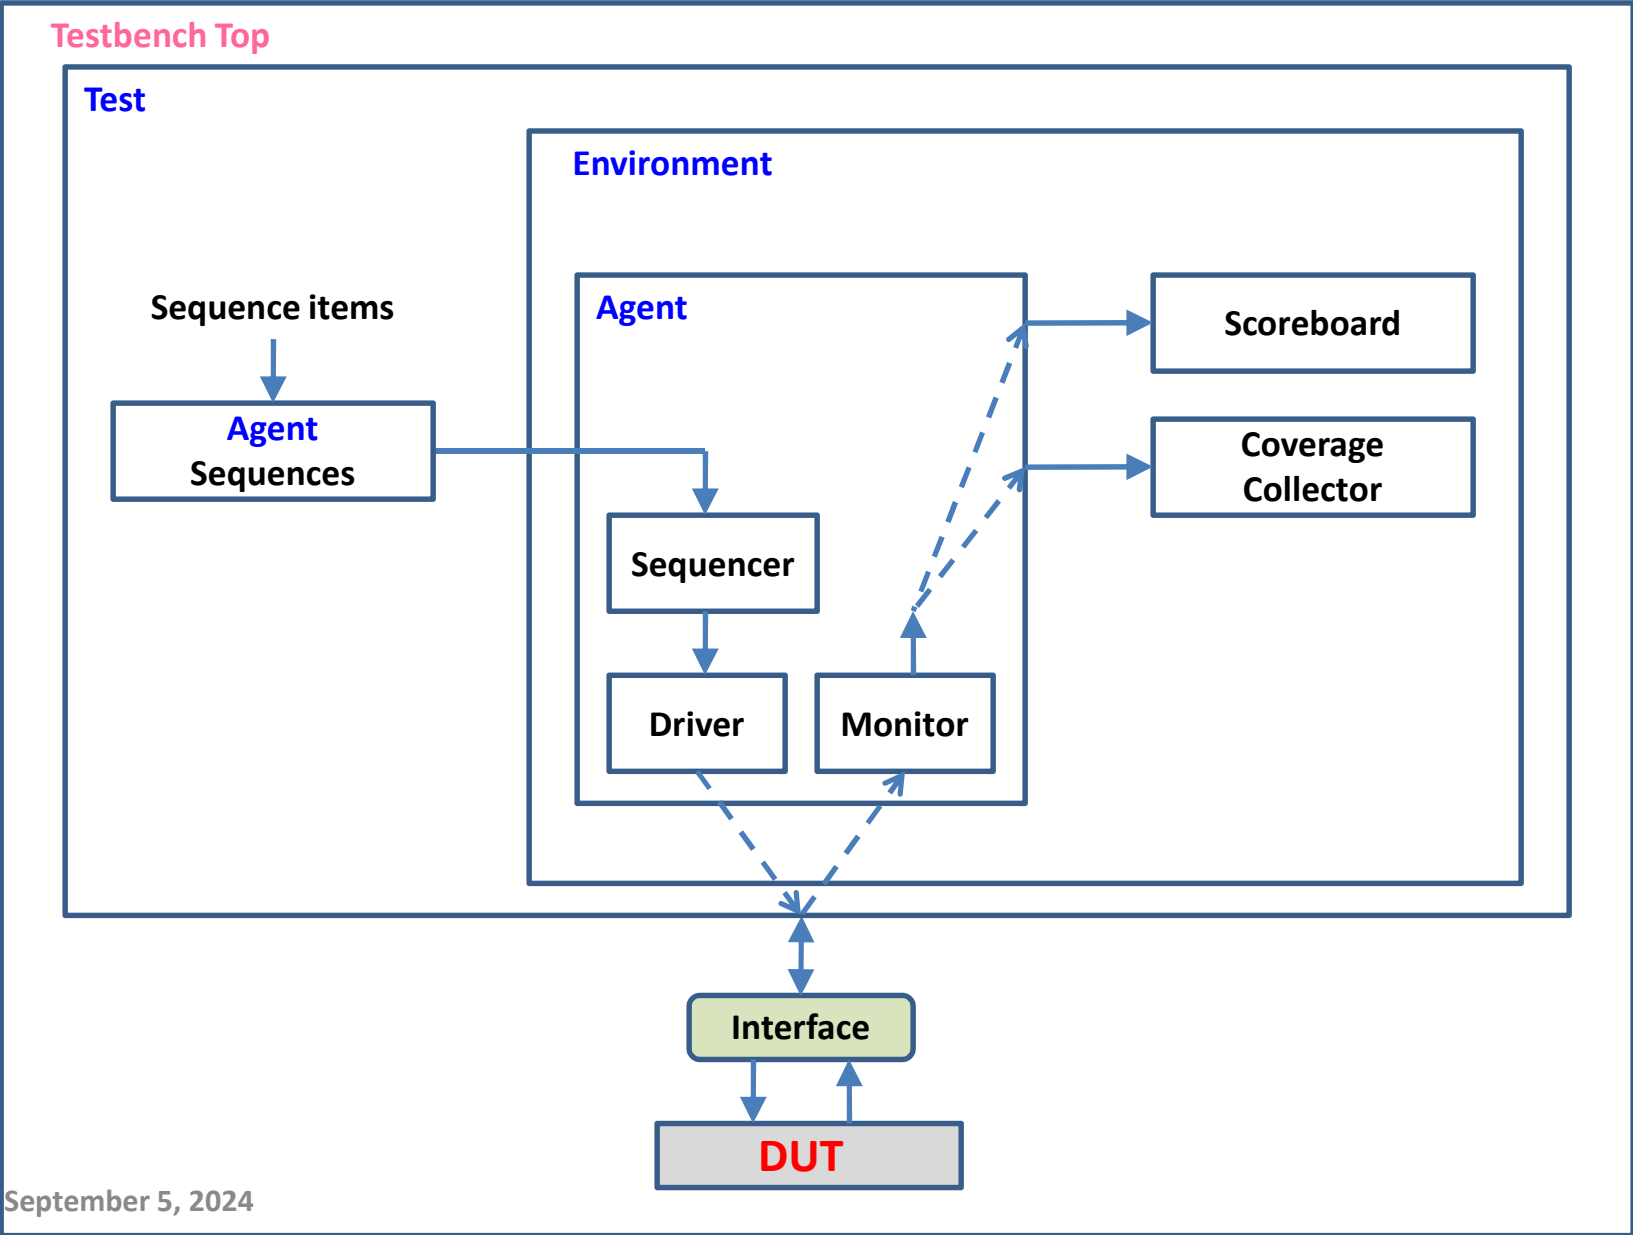 Testbench Top
Test
Environment
Sequence items
Agent
Scoreboard
Agent
Sequences
Coverage
Collector
Sequencer
Driver
Monitor
Interface
DUT
September 5, 2024